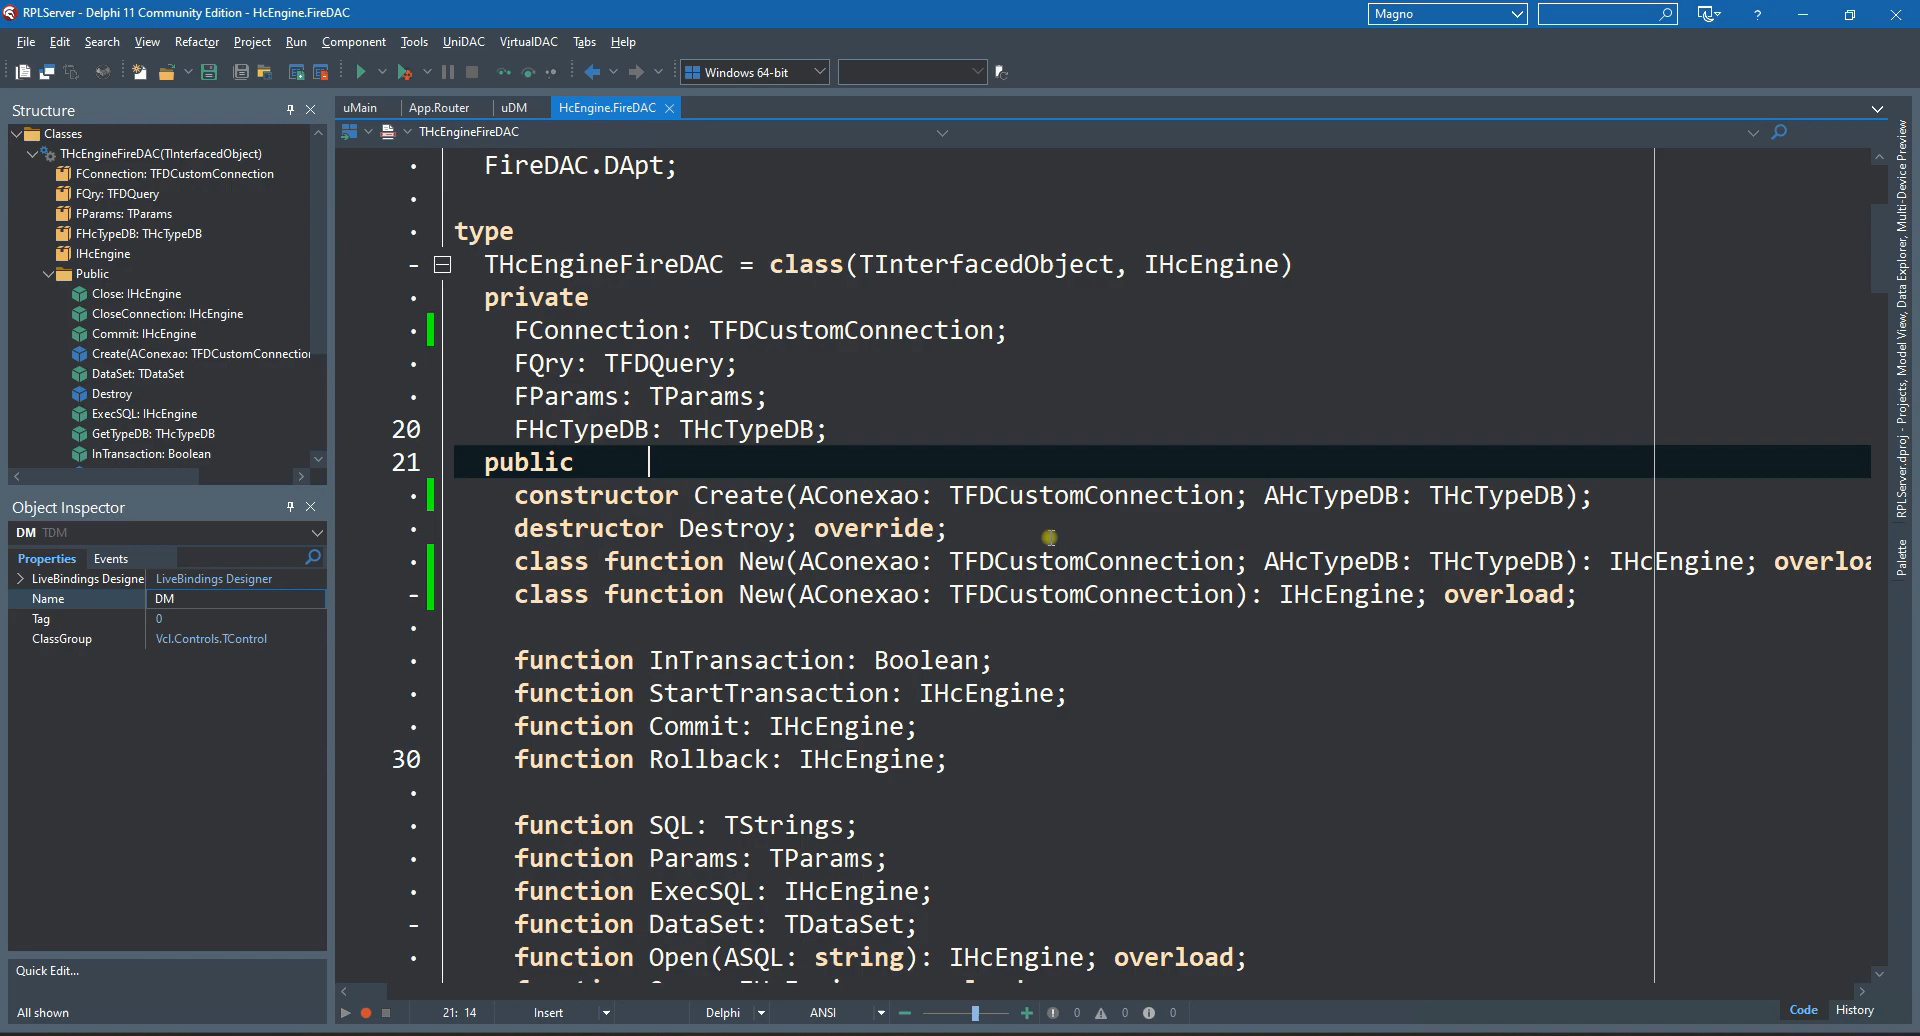 RPLServer - Delphi 11 Community Edition - HcEngine.FireDAC
Magno
?
File Edit Search View Refactor Project Run Component Tools UniDAC VirtualDAC Tabs Help
Windows 64-bit
Structure
Classes
THcEngineFireDAC(TInterfacedObject)
FConnection: TFDCustomConnection
FQry: TFDQuery
FParams: TParams
FHcTypeDB: THcTypeDB
IHcEngine
Public
Close: IHcEngine
CloseConnection: IHcEngine
Commit: IHcEngine
Create(AConexao: TFDCustomConnectio
DataSet: TDataSet
Destroy
ExecSQL: IHcEngine
GetTypeDB: THcTypeDB
InTransaction: Boolean
Object Inspector
DM TDM
Properties Events
LiveBindings Designe LiveBindings Designer
Name DM
Tag 0
ClassGroup Vcl.Controls.TControl
Quick Edit...
All shown
uMain App.Router uDM HcEngine.FireDAC
THcEngineFireDAC
FireDAC.DApt;
type
THcEngineFireDAC = class(TInterfacedObject, IHcEngine)
private
FConnection: TFDCustomConnection;
FQry: TFDQuery;
FParams: TParams;
20 FHcTypeDB: THcTypeDB;
21 public
constructor Create(AConexao: TFDCustomConnection; AHcTypeDB: THcTypeDB);
destructor Destroy; override;
class function New(AConexao: TFDCustomConnection; AHcTypeDB: THcTypeDB): IHcEngine; overloa
class function New(AConexao: TFDCustomConnection): IHcEngine; overload;
function InTransaction: Boolean;
function StartTransaction: IHcEngine;
function Commit: IHcEngine;
30 function Rollback: IHcEngine;
function SQL: TStrings;
function Params: TParams;
function ExecSQL: IHcEngine;
function DataSet: TDataSet;
function Open(ASQL: string): IHcEngine; overload;
21: 14 Insert Delphi ANSI 0 0 0
Code History
RPLServer.dproj - Projects, Model View, Data Explorer, Multi-Device Preview
Palette